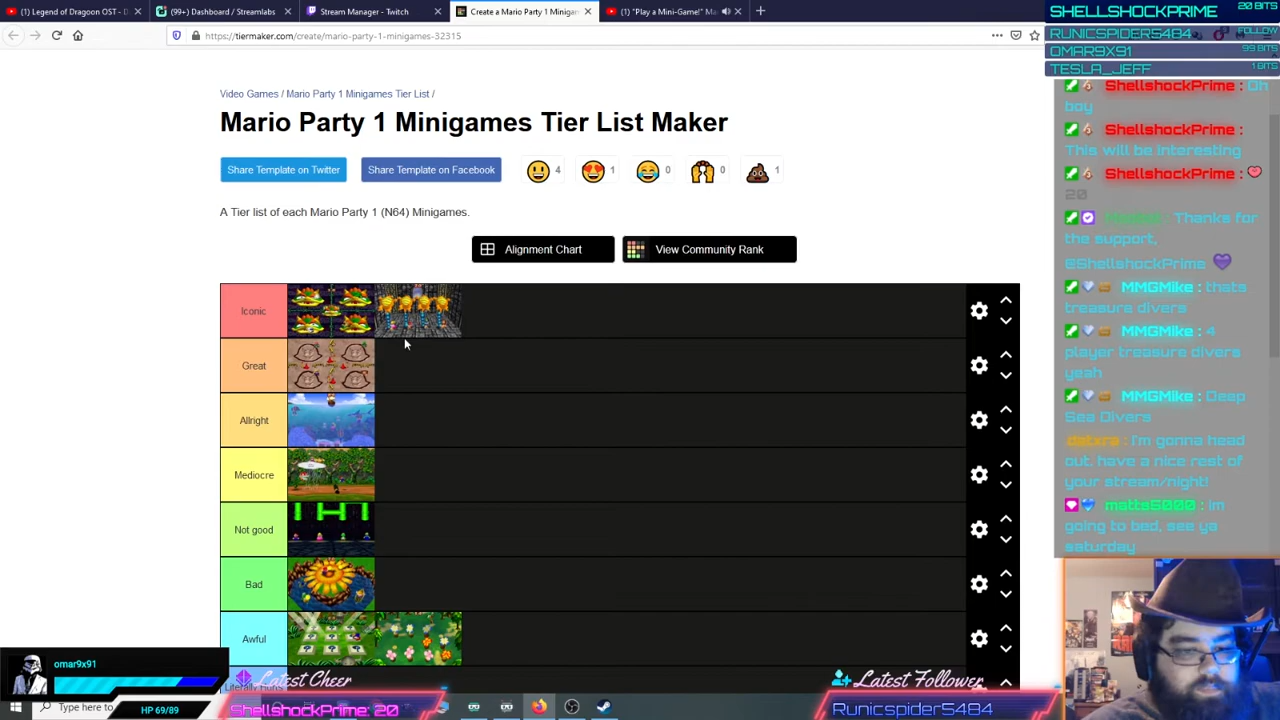 (1) Legend of Dragoon OST - D
(99+) Dashboard / Streamlabs
Stream Manager - Twitch
Create a Mario Party 1 Minigam
(1) "Play a Mini-Game!" Ma
https://tiermaker.com/create/mario-party-1-minigames-32315
Video Games / Mario Party 1 Minigames Tier List /
Mario Party 1 Minigames Tier List Maker
Share Template on Twitter
Share Template on Facebook
4
1
0
0
1
A Tier list of each Mario Party 1 (N64) Minigames.
Alignment Chart
View Community Rank
Iconic
Great
Allright
Mediocre
Not good
Bad
Awful
SHELLSHOCKPRIME 20 BITS
RUNICSPIDER5484 FOLLOW
OMAR9X91 99 BITS
TESLA_JEFF 1 BITS
ShellshockPrime : Oh
boy
ShellshockPrime :
This will be interesting
ShellshockPrime :
20
: Thanks for
the support,
@ShellshockPrime
MMGMike : thats
treasure divers
MMGMike : 4
player treasure divers
yeah
MMGMike : Deep
Sea Divers
datxra : I'm gonna head
out. have a nice rest of
your stream/night!
matts5000 : im
going to bed, see ya
saturday
omar9x91
HP 69/89
Type here to
Latest Cheer
ShellshockPrime: 20
Latest Follower
Runicspider5484